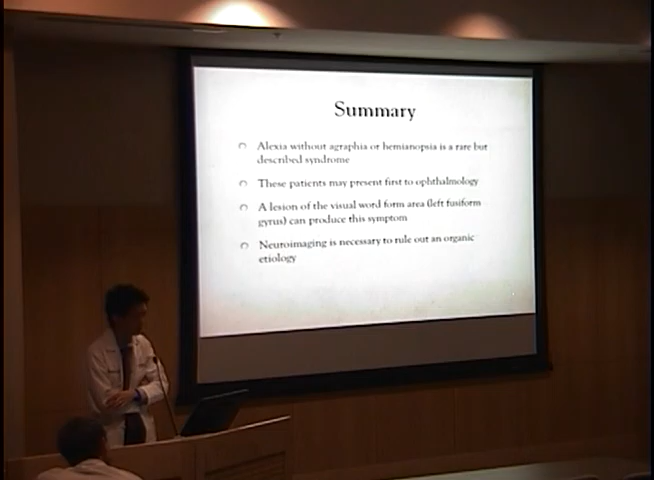 Summary
Alexia without agraphia or hemianopsia is a rare but
described syndrome
These patients may present first to ophthalmology
A lesion of the visual word form area (left fusiform
gyrus) can produce this symptom
Neuroimaging is necessary to rule out an organic
etiology